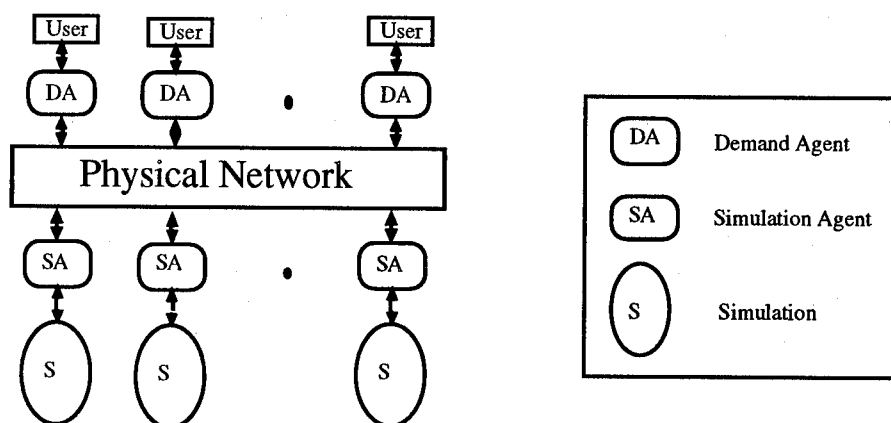 User User User
DA DA DA
Physical Network
SA SA SA
S S S
DA Demand Agent
SA Simulation Agent
S Simulation